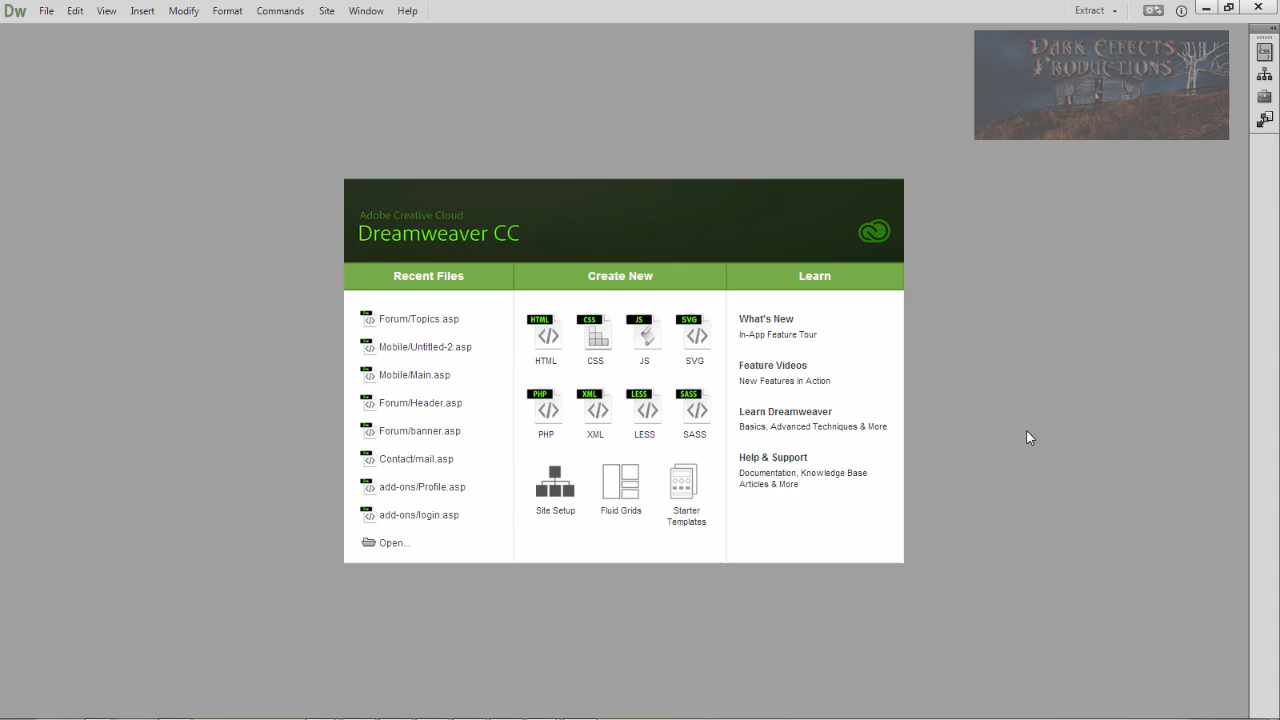 Dw File Edit View Insert Modify Format Commands Site Window Help Extract
DARK EFFECTS
PRODUCTIONS
CSS
Adobe Creative Cloud
Dreamweaver CC
Recent Files Create New Learn
Forum/Topics.asp
Mobile/Untitled-2.asp
Mobile/Main.asp
Forum/Header.asp
Forum/banner.asp
Contact/mail.asp
add-ons/Profile.asp
add-ons/login.asp
Open...
HTML CSS JS SVG
HTML CSS JS SVG
PHP XML LESS SASS
PHP XML LESS SASS
Site Setup Fluid Grids Starter
Templates
What's New
In-App Feature Tour
Feature Videos
New Features in Action
Learn Dreamweaver
Basics, Advanced Techniques & More
Help & Support
Documentation, Knowledge Base
Articles & More